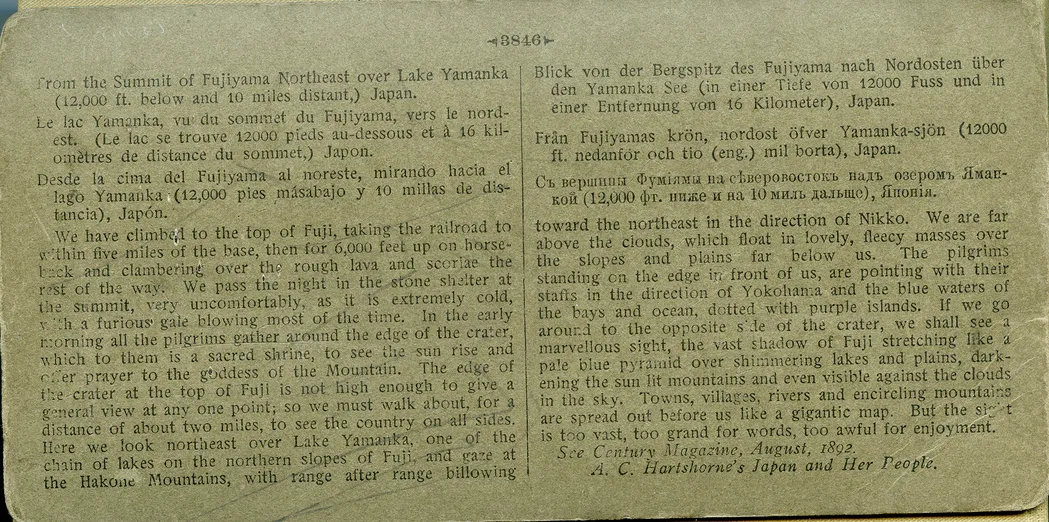 3846
From the Summit of Fujiyama Northeast over Lake Yamanka
(12,000 ft. below and 10 miles distant,) Japan.
Le lac Yamanka, vu du sommet du Fujiyama, vers le nord-
est. (Le lac se trouve 12000 pieds au-dessous et à 16 kil-
omètres de distance du sommet,) Japon.
Desde la cima del Fujiyama al noreste, mirando hacia el
lago Yamanka (12,000 pies másabajo y 10 millas de dis-
tancia), Japón.
We have climbed to the top of Fuji, taking the railroad to
within five miles of the base, then for 6,000 feet up on horse-
back and clambering over the rough lava and scoriae the
rest of the way. We pass the night in the stone shelter at
the summit, very uncomfortably, as it is extremely cold,
with a furious gale blowing most of the time. In the early
morning all the pilgrims gather around the edge of the crater,
which to them is a sacred shrine, to see the sun rise and
offer prayer to the goddess of the Mountain. The edge of
the crater at the top of Fuji is not high enough to give a
general view at any one point; so we must walk about, for a
distance of about two miles, to see the country on all sides.
Here we look northeast over Lake Yamanka, one of the
chain of lakes on the northern slopes of Fuji, and gaze at
the Hakone Mountains, with range after range billowing
Blick von der Bergspitz des Fujiyama nach Nordosten über
den Yamanka See (in einer Tiefe von 12000 Fuss und in
einer Entfernung von 16 Kilometer), Japan.
Från Fujiyamas krön, nordost öfver Yamanka-sjön (12000
ft. nedanför och tio (eng.) mil borta), Japan.
Съ вершины Фуміямы на сѣверовостокъ надъ озеромъ Яман-
кой (12,000 фт. ниже и на 10 миль дальще), Японія.
toward the northeast in the direction of Nikko. We are far
above the clouds, which float in lovely, fleecy masses over
the slopes and plains far below us. The pilgrims
standing on the edge in front of us, are pointing with their
staffs in the direction of Yokohama and the blue waters of
the bays and ocean, dotted with purple islands. If we go
around to the opposite side of the crater, we shall see a
marvellous sight, the vast shadow of Fuji stretching like a
pale blue pyramid over shimmering lakes and plains, dark-
ening the sun lit mountains and even visible against the clouds
in the sky. Towns, villages, rivers and encircling mountains
are spread out before us like a gigantic map. But the sight
is too vast, too grand for words, too awful for enjoyment.
See Century Magazine, August, 1892.
A. C. Hartshorne's Japan and Her People.